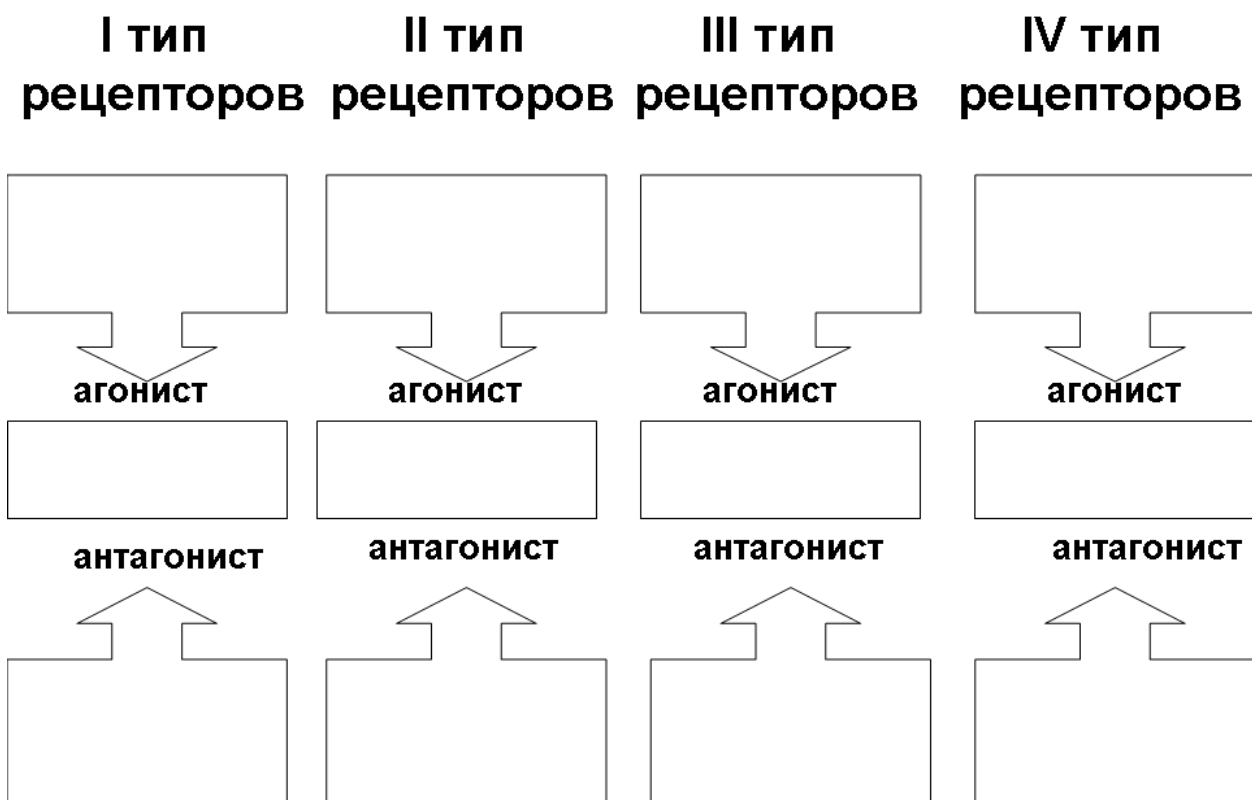 I тип II тип III тип IV тип
рецепторов рецепторов рецепторов рецепторов
агонист агонист агонист агонист
антагонист антагонист антагонист антагонист